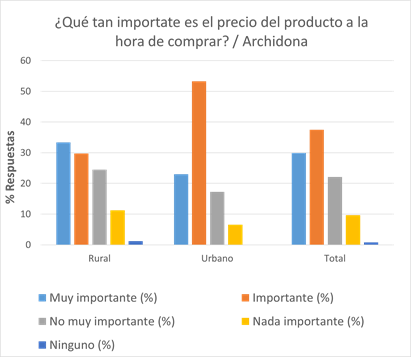 ¿Qué tan importate es el precio del producto a la
hora de comprar? / Archidona
60
50
40
30
20
10
0
% Respuestas
Rural Urbano Total
Muy importante (%) Importante (%)
No muy importante (%) Nada importante (%)
Ninguno (%)